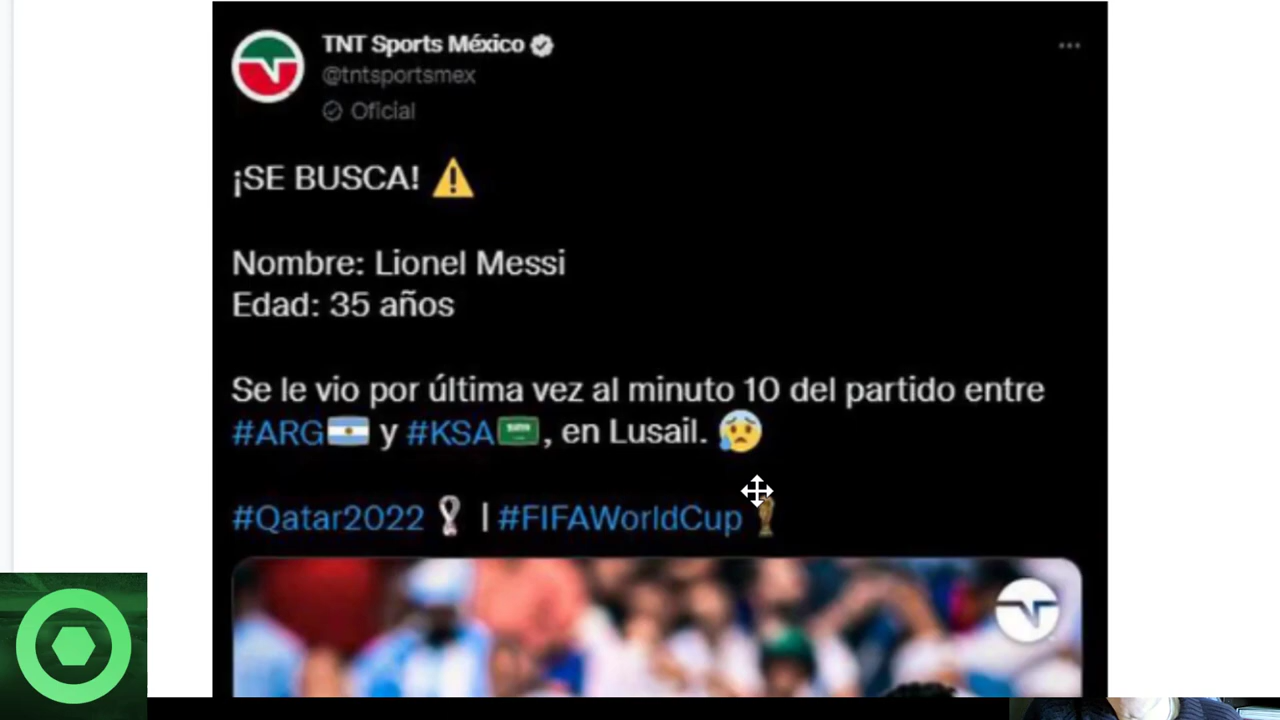 TNT Sports México
@tntsportsmex
Oficial
¡SE BUSCA! ⚠️
Nombre: Lionel Messi
Edad: 35 años
Se le vio por última vez al minuto 10 del partido entre
#ARG🇦🇷 y #KSA🇸🇦, en Lusail. 😰
#Qatar2022 | #FIFAWorldCup